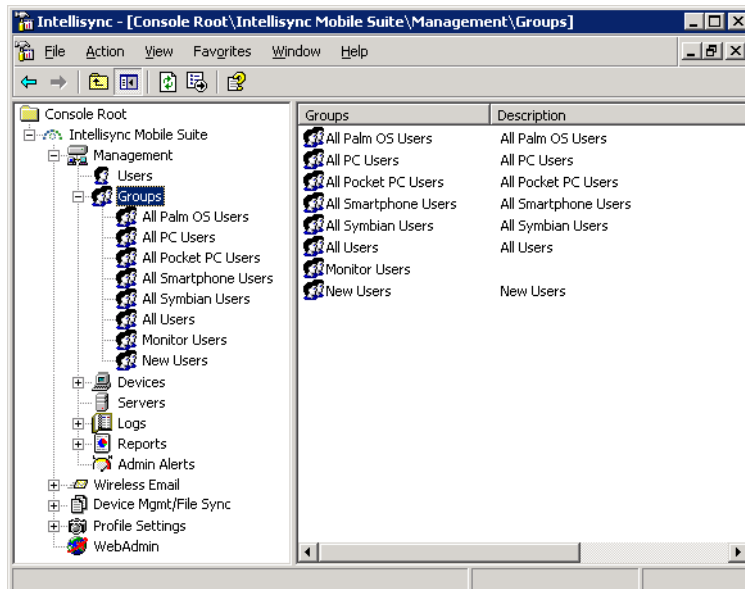 Intellisync - [Console Root\Intellisync Mobile Suite\Management\Groups]
File Action View Favorites Window Help
Console Root
Intellisync Mobile Suite
Management
Users
Groups
All Palm OS Users
All PC Users
All Pocket PC Users
All Smartphone Users
All Symbian Users
All Users
Monitor Users
New Users
Devices
Servers
Logs
Reports
Admin Alerts
Wireless Email
Device Mgmt/File Sync
Profile Settings
WebAdmin
Groups Description
All Palm OS Users All Palm OS Users
All PC Users All PC Users
All Pocket PC Users All Pocket PC Users
All Smartphone Users All Smartphone Users
All Symbian Users All Symbian Users
All Users All Users
Monitor Users
New Users New Users